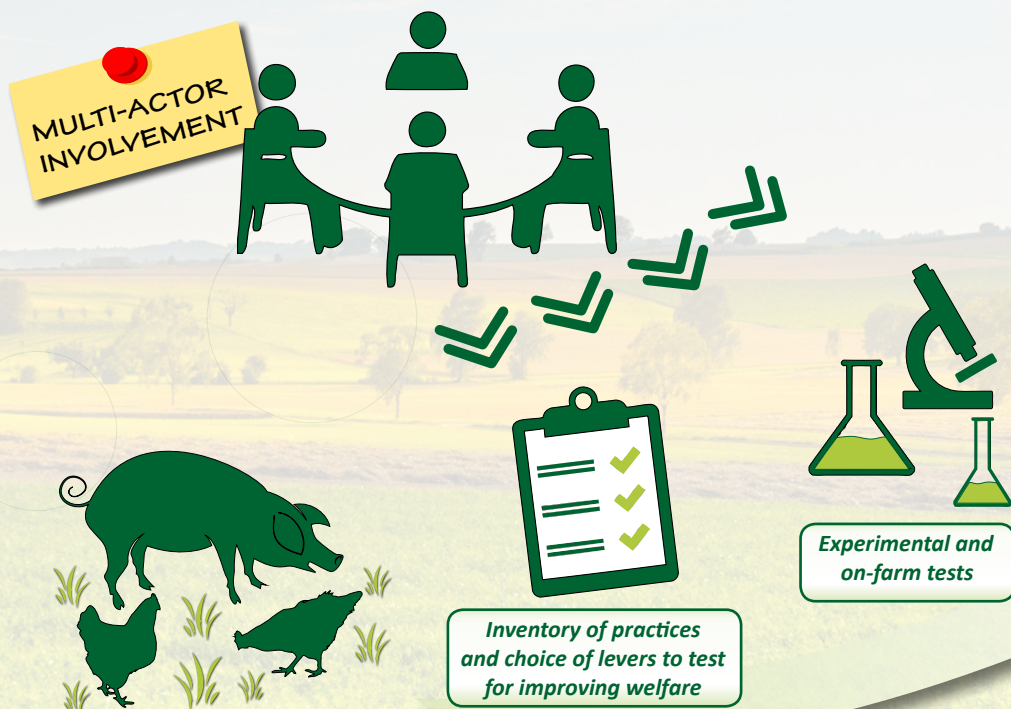 MULTI-ACTOR
INVOLVEMENT
Experimental and
on-farm tests
Inventory of practices
and choice of levers to test
for improving welfare